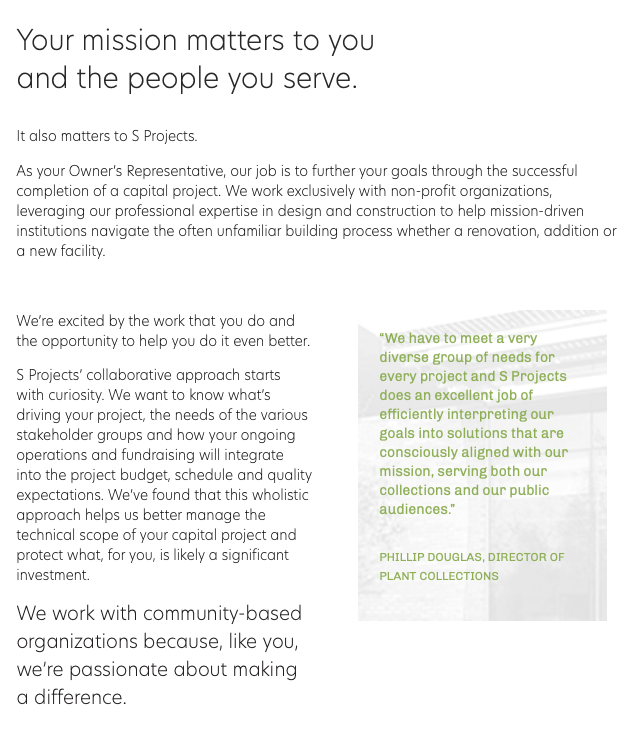 Your mission matters to you
and the people you serve.
It also matters to S Projects.
As your Owner's Representative, our job is to further your goals through the successful
completion of a capital project. We work exclusively with non-profit organizations,
leveraging our professional expertise in design and construction to help mission-driven
institutions navigate the often unfamiliar building process whether a renovation, addition or
a new facility.
We're excited by the work that you do and
the opportunity to help you do it even better.
S Projects' collaborative approach starts
with curiosity. We want to know what's
driving your project, the needs of the various
stakeholder groups and how your ongoing
operations and fundraising will integrate
into the project budget, schedule and quality
expectations. We've found that this wholistic
approach helps us better manage the
technical scope of your capital project and
protect what, for you, is likely a significant
investment.
We work with community-based
organizations because, like you,
we're passionate about making
a difference.
“We have to meet a very
diverse group of needs for
every project and S Projects
does an excellent job of
efficiently interpreting our
goals into solutions that are
consciously aligned with our
mission, serving both our
collections and our public
audiences.”
PHILLIP DOUGLAS, DIRECTOR OF
PLANT COLLECTIONS